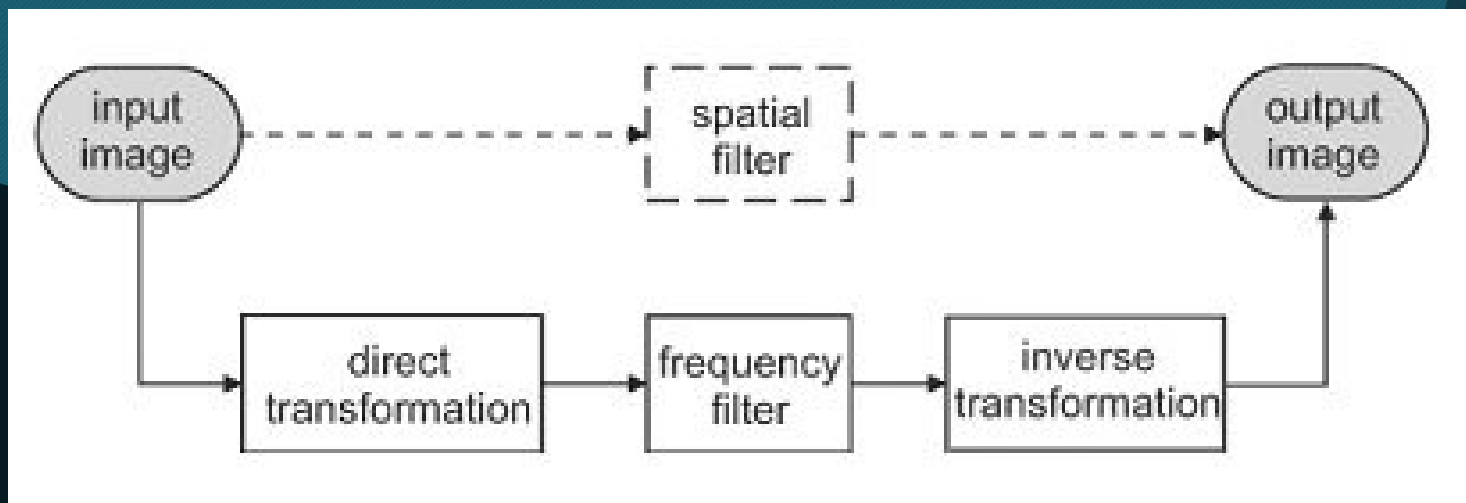 input
image
spatial
filter
output
image
direct
transformation
frequency
filter
inverse
transformation